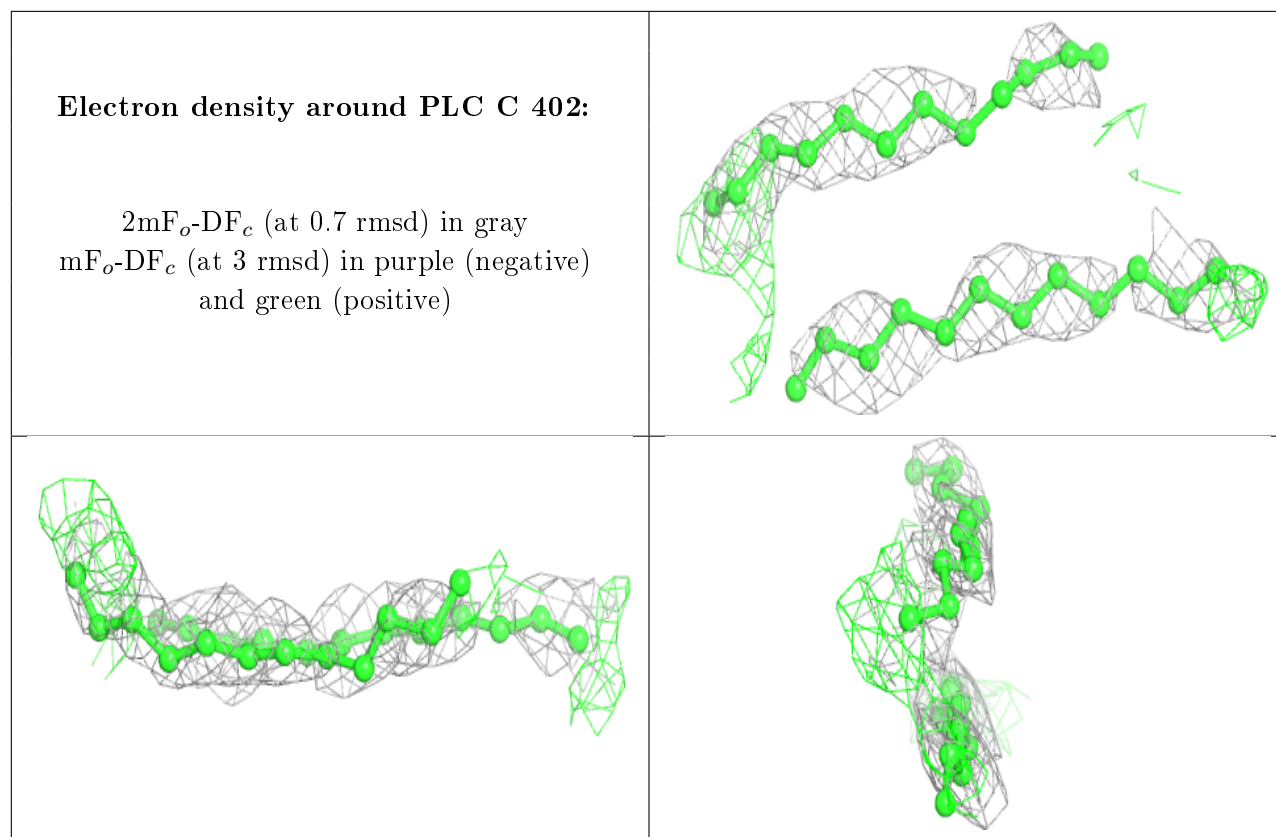 Electron density around PLC C 402:
2mFₒ-DF𝒸 (at 0.7 rmsd) in gray
mFₒ-DF𝒸 (at 3 rmsd) in purple (negative)
and green (positive)